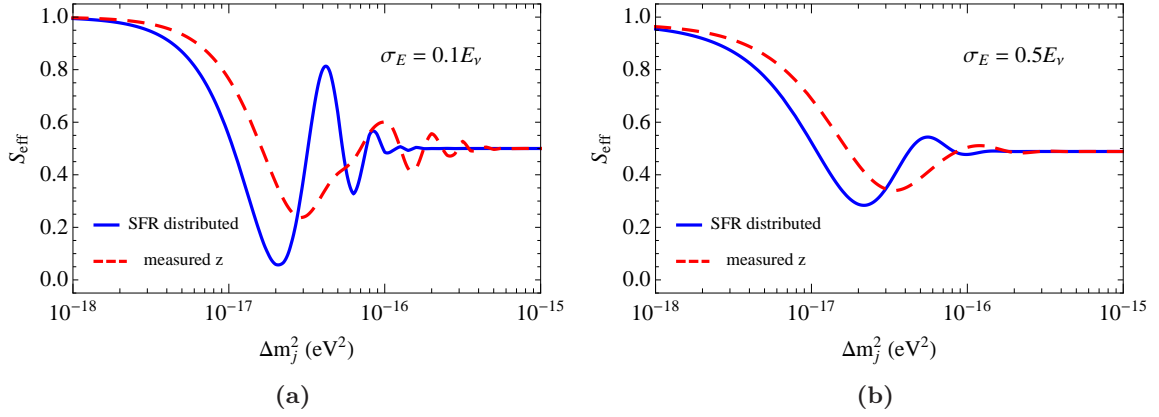 σ_E = 0.1E_ν
S_eff
1.0
0.8
0.6
0.4
0.2
0.0
SFR distributed
measured z
10^-18 10^-17 10^-16 10^-15
Δm_j^2 (eV^2)
(a)
σ_E = 0.5E_ν
S_eff
1.0
0.8
0.6
0.4
0.2
0.0
SFR distributed
measured z
10^-18 10^-17 10^-16 10^-15
Δm_j^2 (eV^2)
(b)